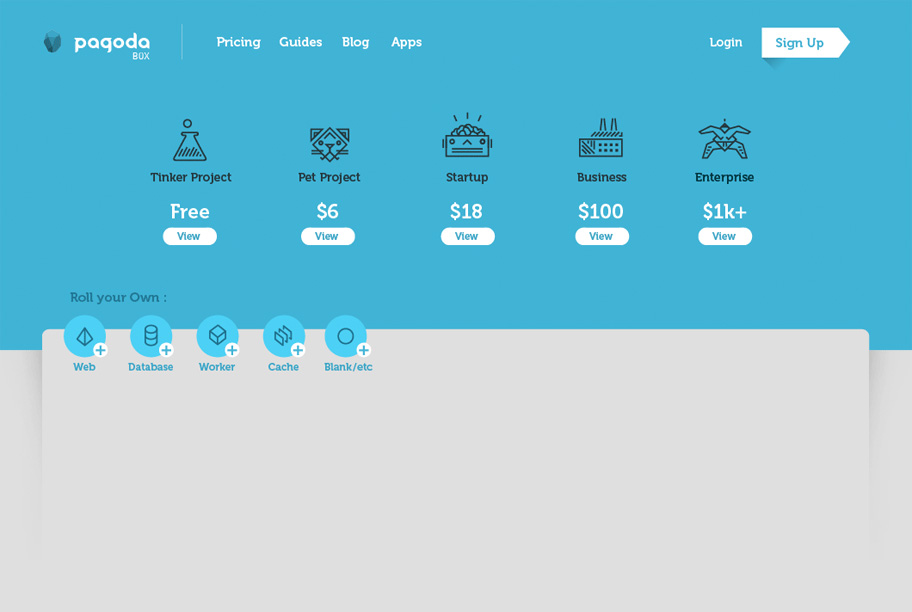 pagoda
BOX
Pricing Guides Blog Apps
Login Sign Up
Tinker Project Pet Project Startup Business Enterprise
Free $6 $18 $100 $1k+
View View View View View
Roll your Own :
Web Database Worker Cache Blank/etc